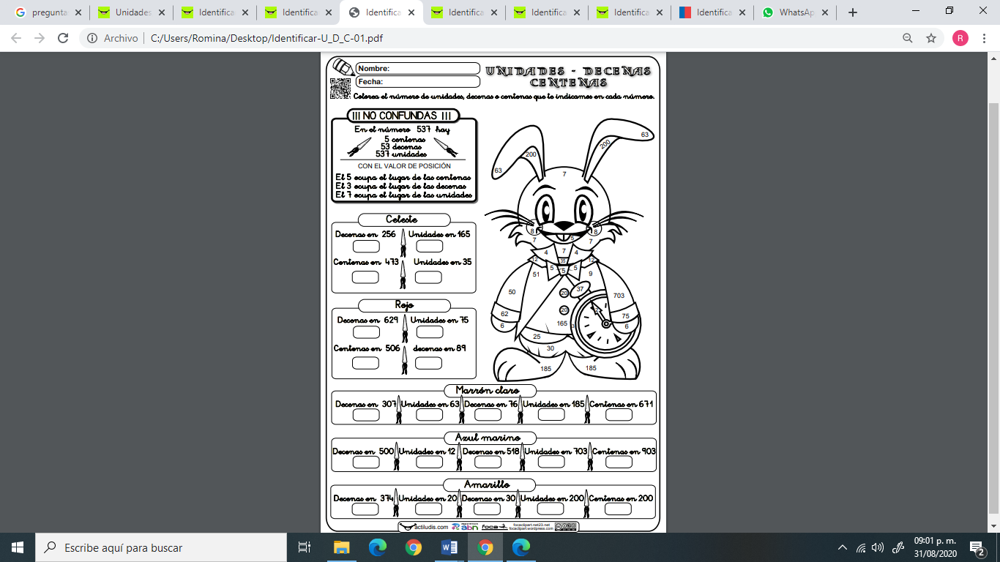 pregunta
Unidades
Identifica
Identifica
Identifica
Identifica
Identifica
Identifica
Identifica
WhatsAp
Archivo C:/Users/Romina/Desktop/Identificar-U_D_C-01.pdf
R
Nombre:
Fecha:
UNIDADES - DECENAS
CENTENAS
Colorea el número de unidades, decenas o centenas que te indicamos en cada número.
¡¡¡ NO CONFUNDAS !!!
En el número 537 hay
5 centenas
53 decenas
537 unidades
CON EL VALOR DE POSICIÓN
El 5 ocupa el lugar de las centenas
El 3 ocupa el lugar de las decenas
El 7 ocupa el lugar de las unidades
Celeste
Decenas en 256 Unidades en 165
Centenas en 473 Unidades en 35
Rojo
Decenas en 629 Unidades en 75
Centenas en 506 decenas en 89
63
200
200
63
7
8
8
5
7
7
4 7 4
12 35 12
5 5 5
51 9
50 20 37 703
62 20 75
6 165 3 6
25
30
185 185
Marrón claro
Decenas en 307 Unidades en 63 Decenas en 76 Unidades en 185 Centenas en 671
Azul marino
Decenas en 500 Unidades en 12 Decenas en 518 Unidades en 703 Centenas en 903
Amarillo
Decenas en 374 Unidades en 20 Decenas en 30 Unidades en 200 Centenas en 200
actiludis.com abn foca focaclipart.net23.net
focaclipart.wordpress.com
Escribe aquí para buscar
09:01 p. m.
31/08/2020
2